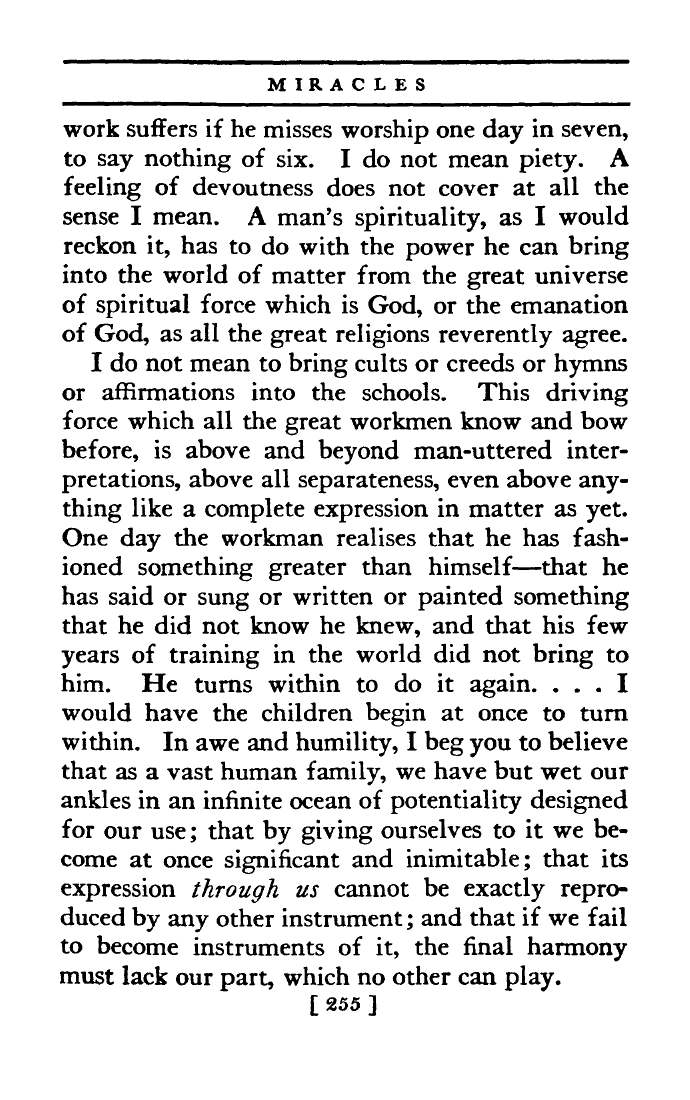 MIRACLES
work suffers if he misses worship one day in seven,
to say nothing of six. I do not mean piety. A
feeling of devoutness does not cover at all the
sense I mean. A man's spirituality, as I would
reckon it, has to do with the power he can bring
into the world of matter from the great universe
of spiritual force which is God, or the emanation
of God, as all the great religions reverently agree.
I do not mean to bring cults or creeds or hymns
or affirmations into the schools. This driving
force which all the great workmen know and bow
before, is above and beyond man-uttered inter-
pretations, above all separateness, even above any-
thing like a complete expression in matter as yet.
One day the workman realises that he has fash-
ioned something greater than himself—that he
has said or sung or written or painted something
that he did not know he knew, and that his few
years of training in the world did not bring to
him. He turns within to do it again. . . . I
would have the children begin at once to turn
within. In awe and humility, I beg you to believe
that as a vast human family, we have but wet our
ankles in an infinite ocean of potentiality designed
for our use; that by giving ourselves to it we be-
come at once significant and inimitable; that its
expression through us cannot be exactly repro-
duced by any other instrument; and that if we fail
to become instruments of it, the final harmony
must lack our part, which no other can play.
[ 255 ]